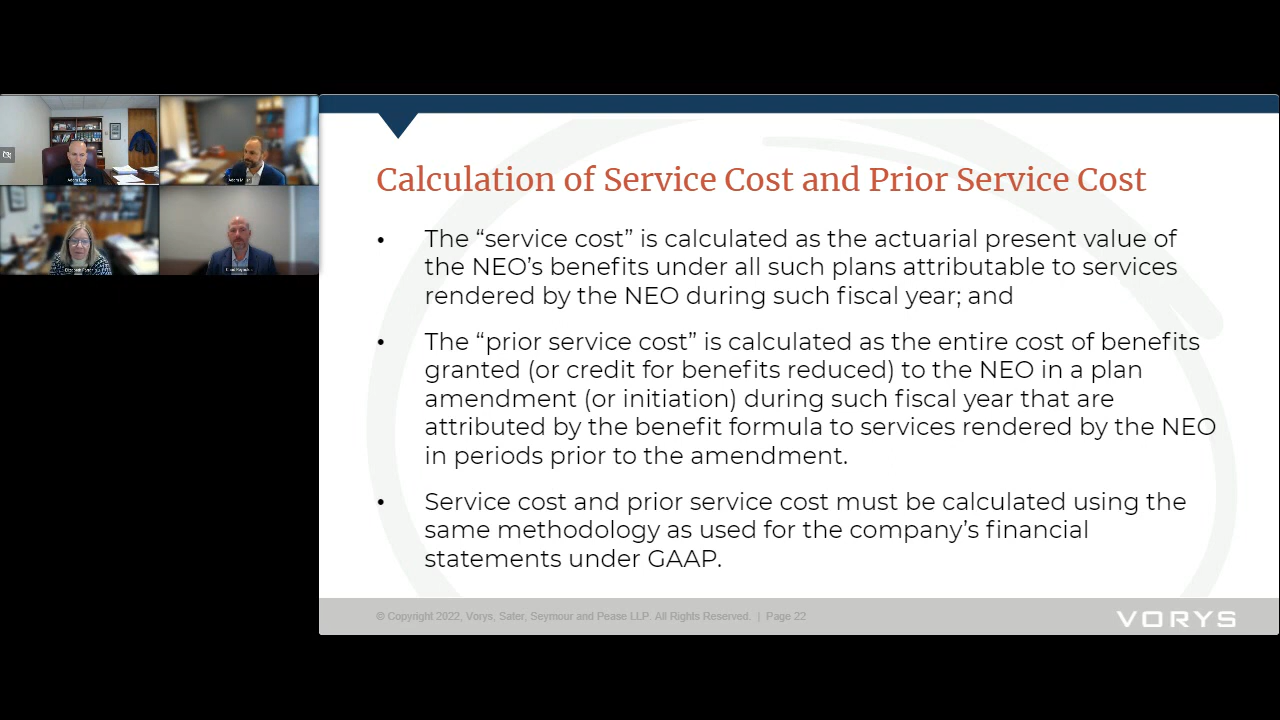 Calculation of Service Cost and Prior Service Cost
• The “service cost” is calculated as the actuarial present value of
the NEO’s benefits under all such plans attributable to services
rendered by the NEO during such fiscal year; and
• The “prior service cost” is calculated as the entire cost of benefits
granted (or credit for benefits reduced) to the NEO in a plan
amendment (or initiation) during such fiscal year that are
attributed by the benefit formula to services rendered by the NEO
in periods prior to the amendment.
• Service cost and prior service cost must be calculated using the
same methodology as used for the company’s financial
statements under GAAP.
© Copyright 2022, Vorys, Sater, Seymour and Pease LLP. All Rights Reserved. | Page 22
VORYS